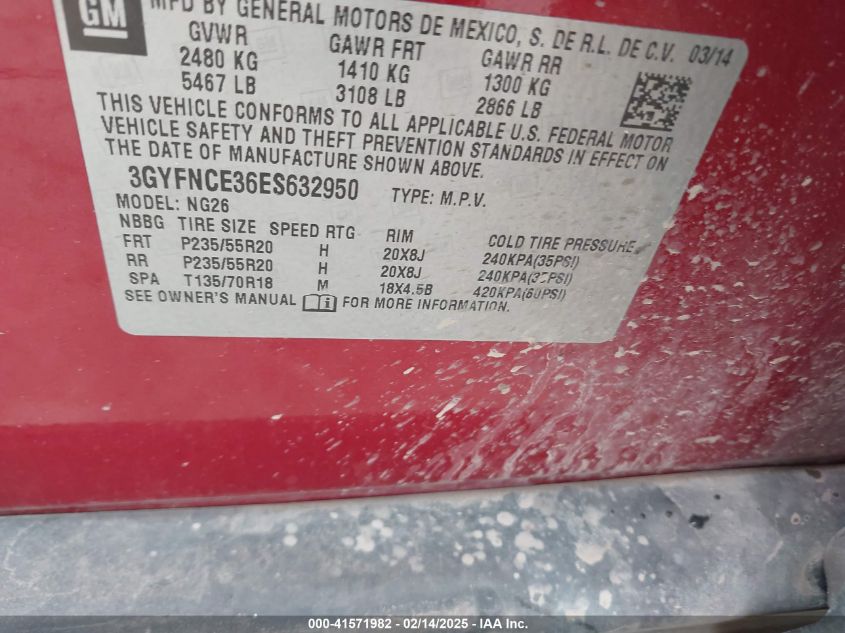 GM
MFD BY GENERAL MOTORS DE MEXICO, S. DE R.L. DE C.V. 03/14
GVWR GAWR FRT GAWR RR
2480 KG 1410 KG 1300 KG
5467 LB 3108 LB 2866 LB
THIS VEHICLE CONFORMS TO ALL APPLICABLE U.S. FEDERAL MOTOR
VEHICLE SAFETY AND THEFT PREVENTION STANDARDS IN EFFECT ON
THE DATE OF MANUFACTURE SHOWN ABOVE.
3GYFNCE36ES632950 TYPE: M.P.V.
MODEL: NG26
NBBG TIRE SIZE SPEED RTG RIM COLD TIRE PRESSURE
FRT P235/55R20 H 20X8J 240KPA(35PSI)
RR P235/55R20 H 20X8J 240KPA(35PSI)
SPA T135/70R18 M 18X4.5B 420KPA(60PSI)
SEE OWNER'S MANUAL i FOR MORE INFORMATION.
000-41571982 - 02/14/2025 - IAA Inc.